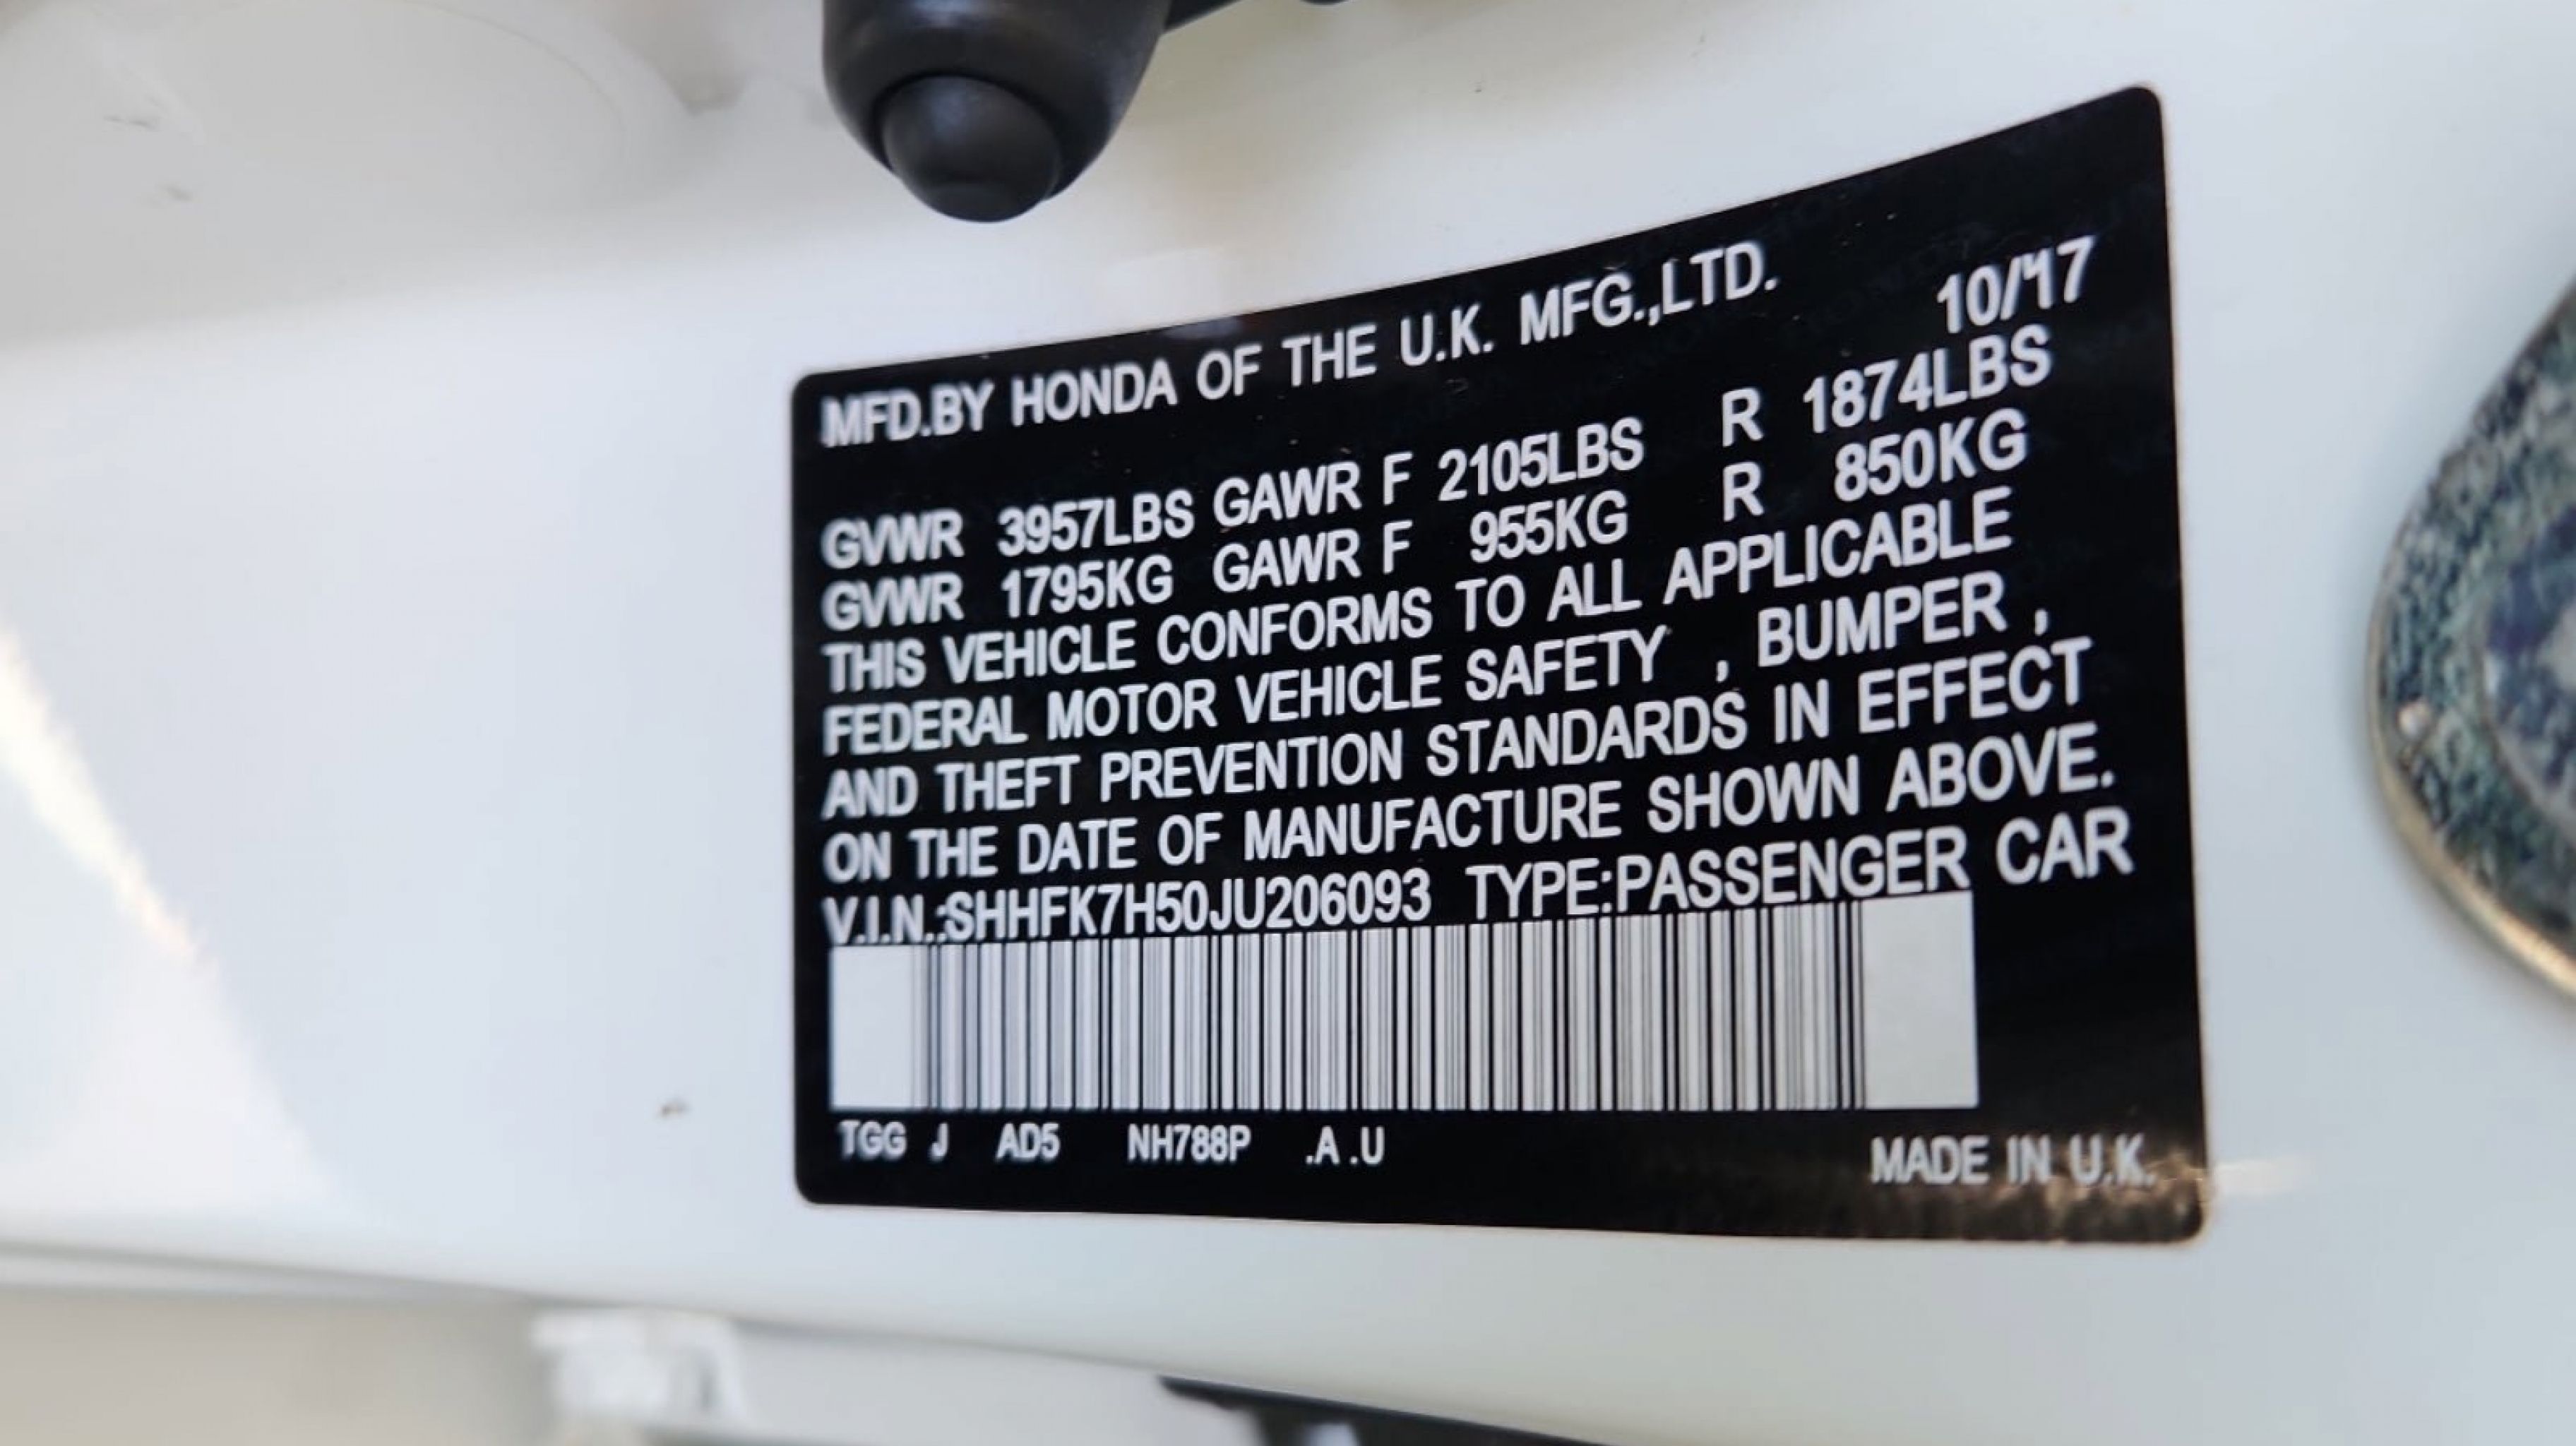 MFD.BY HONDA OF THE U.K. MFG.,LTD.
10/'17
GVWR 3957LBS GAWR F 2105LBS R 1874LBS
GVWR 1795KG GAWR F 955KG R 850KG
THIS VEHICLE CONFORMS TO ALL APPLICABLE
FEDERAL MOTOR VEHICLE SAFETY , BUMPER ,
AND THEFT PREVENTION STANDARDS IN EFFECT
ON THE DATE OF MANUFACTURE SHOWN ABOVE.
V.I.N.:SHHFK7H50JU206093 TYPE:PASSENGER CAR
TGG J AD5 NH788P .A .U
MADE IN U.K.